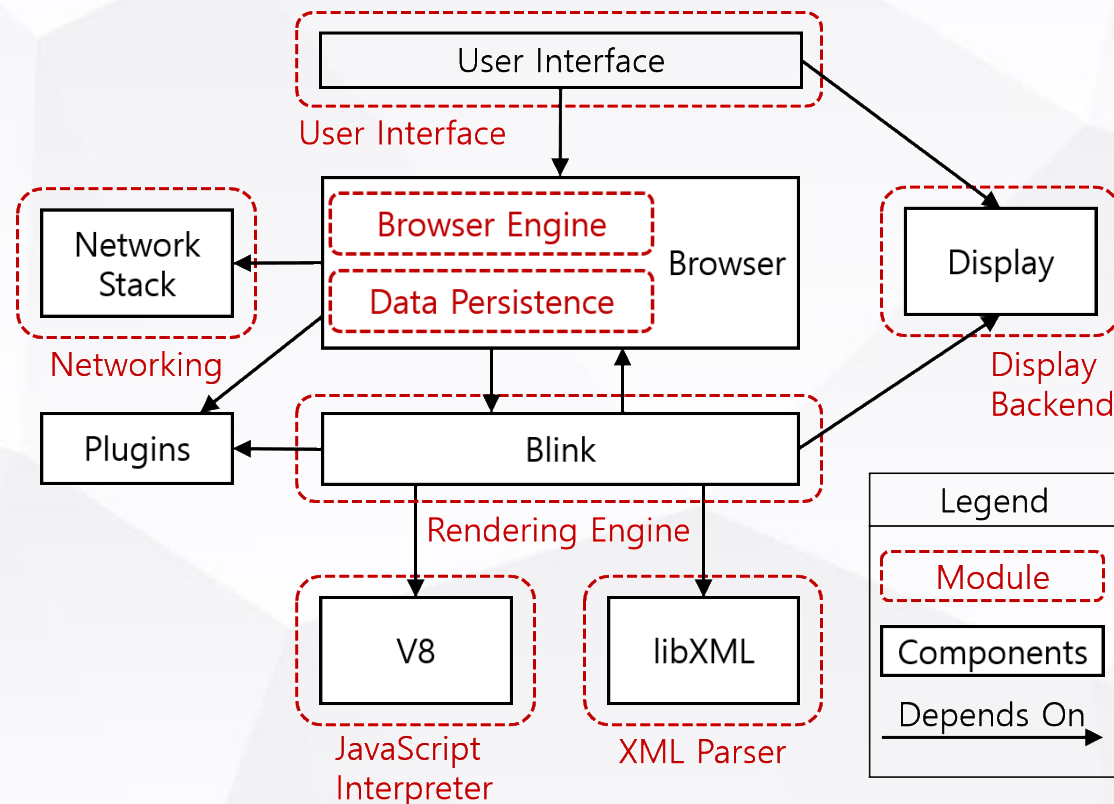 User Interface
User Interface
Browser Engine
Data Persistence
Browser
Network
Stack
Networking
Display
Display
Backend
Plugins
Blink
Rendering Engine
V8
JavaScript
Interpreter
libXML
XML Parser
Legend
Module
Components
Depends On